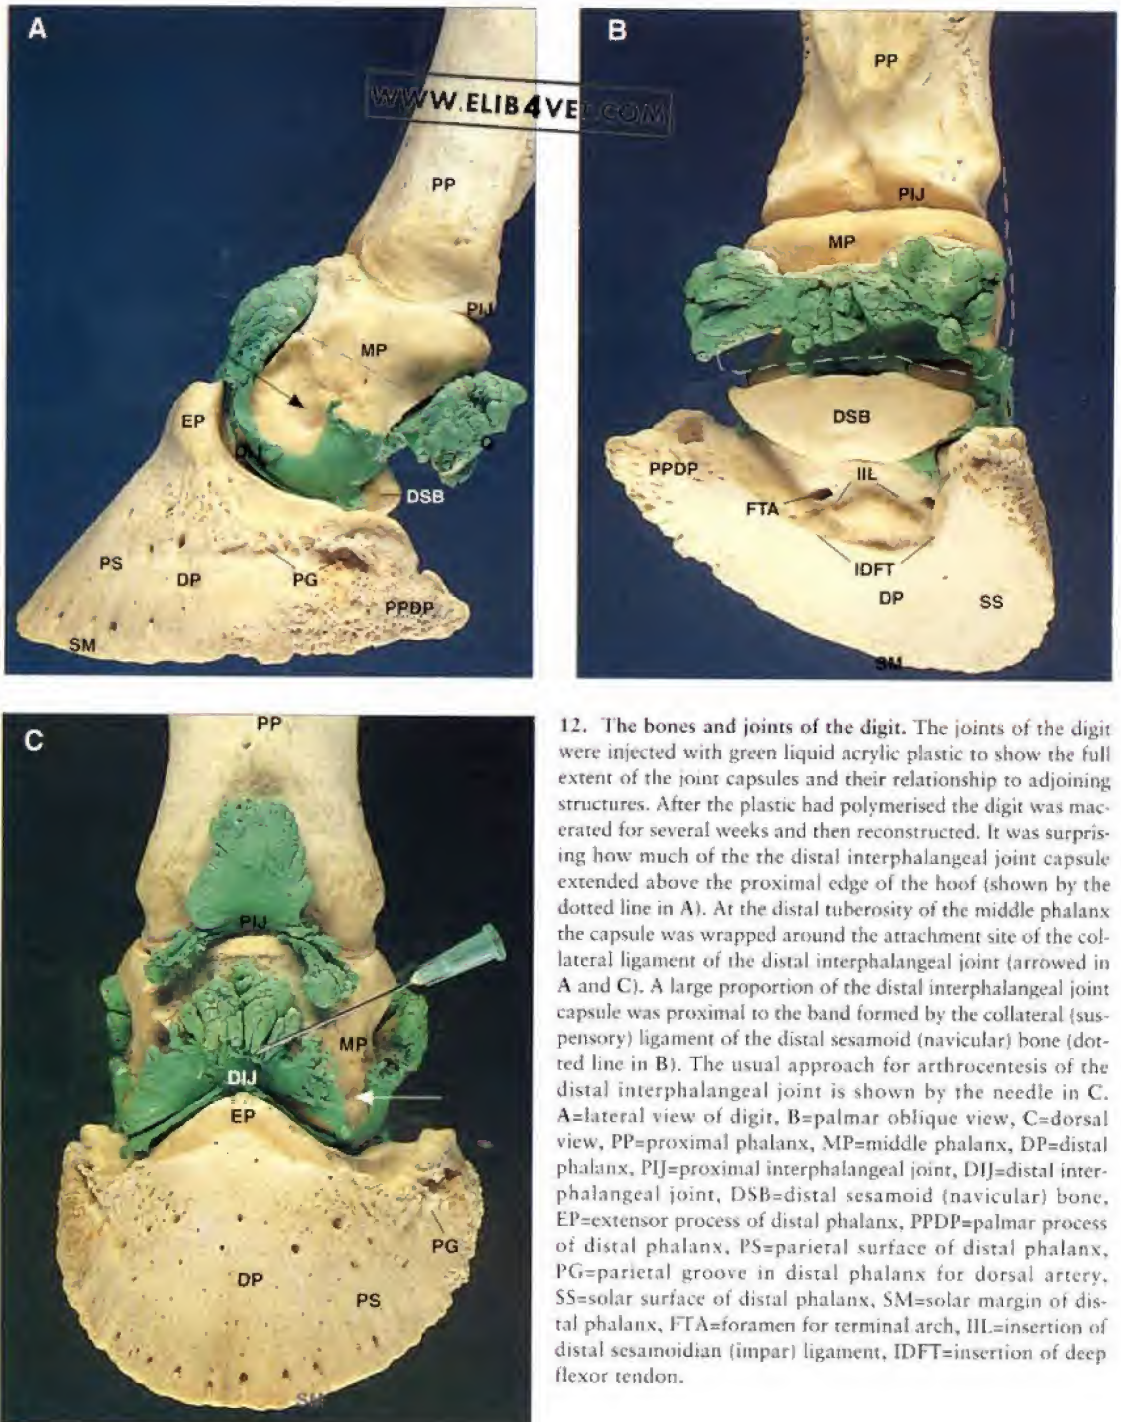 A
WWW.ELIB4VET.COM
PP
PIJ
MP
EP
DIJ
DSB
PS
DP
PG
PPDP
SM
B
PP
PIJ
MP
DSB
PPDP
IIL
FTA
IDFT
DP
SS
SM
C
PP
PIJ
MP
DIJ
EP
PG
DP
PS
SM
12. The bones and joints of the digit. The joints of the digit
were injected with green liquid acrylic plastic to show the full
extent of the joint capsules and their relationship to adjoining
structures. After the plastic had polymerised the digit was mac-
erated for several weeks and then reconstructed. It was surpris-
ing how much of the the distal interphalangeal joint capsule
extended above the proximal edge of the hoof (shown by the
dotted line in A). At the distal tuberosity of the middle phalanx
the capsule was wrapped around the attachment site of the col-
lateral ligament of the distal interphalangeal joint (arrowed in
A and C). A large proportion of the distal interphalangeal joint
capsule was proximal to the band formed by the collateral (sus-
pensory) ligament of the distal sesamoid (navicular) bone (dot-
ted line in B). The usual approach for arthrocentesis of the
distal interphalangeal joint is shown by the needle in C.
A=lateral view of digit, B=palmar oblique view, C=dorsal
view, PP=proximal phalanx, MP=middle phalanx, DP=distal
phalanx, PIJ=proximal interphalangeal joint, DIJ=distal inter-
phalangeal joint, DSB=distal sesamoid (navicular) bone,
EP=extensor process of distal phalanx, PPDP=palmar process
of distal phalanx, PS=parietal surface of distal phalanx,
PG=parietal groove in distal phalanx for dorsal artery,
SS=solar surface of distal phalanx, SM=solar margin of dis-
tal phalanx, FTA=foramen for terminal arch, IIL=insertion of
distal sesamoidian (impar) ligament, IDFT=insertion of deep
flexor tendon.